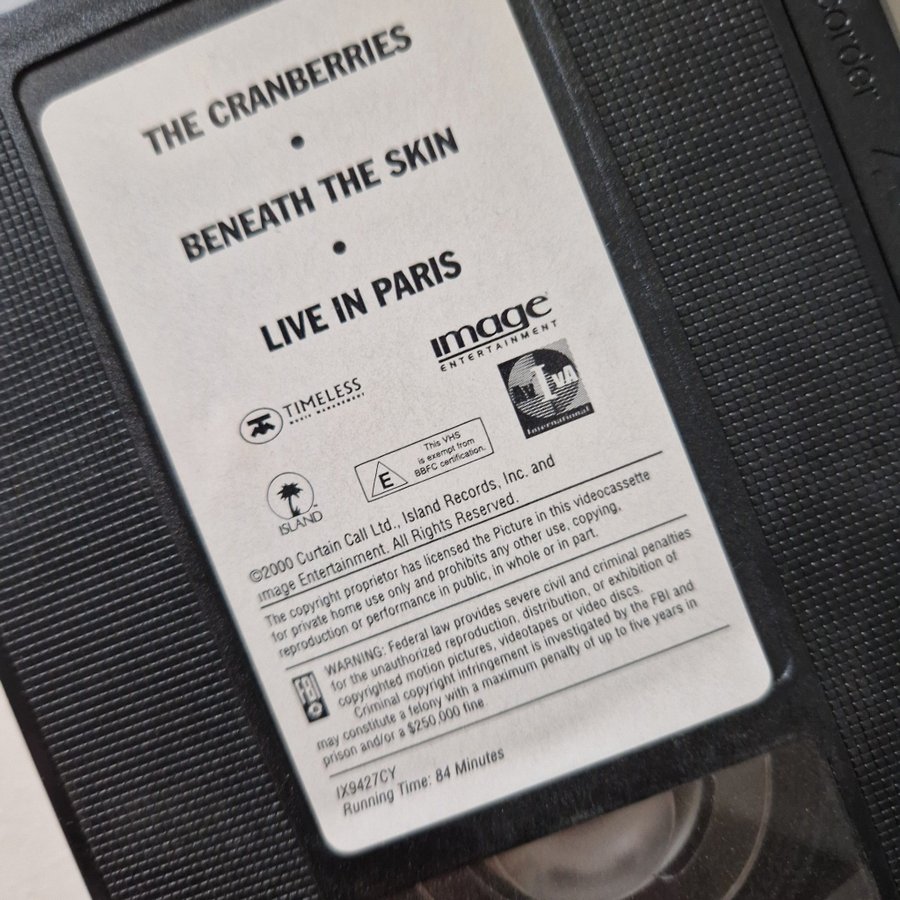 THE CRANBERRIES
•
BENEATH THE SKIN
•
LIVE IN PARIS
image
ENTERTAINMENT
TIMELESS
MUSIC MANAGEMENT
International
ISLAND
E
This VHS
is exempt from
BBFC certification.
©2000 Curtain Call Ltd., Island Records, Inc. and
Image Entertainment. All Rights Reserved.
The copyright proprietor has licensed the Picture in this videocassette
for private home use only and prohibits any other use, copying,
reproduction or performance in public, in whole or in part.
FBI
WARNING: Federal law provides severe civil and criminal penalties
for the unauthorized reproduction, distribution, or exhibition of
copyrighted motion pictures, videotapes or video discs.
Criminal copyright infringement is investigated by the FBI and
may constitute a felony with a maximum penalty of up to five years in
prison and/or a $250,000 fine
IX9427CY
Running Time: 84 Minutes